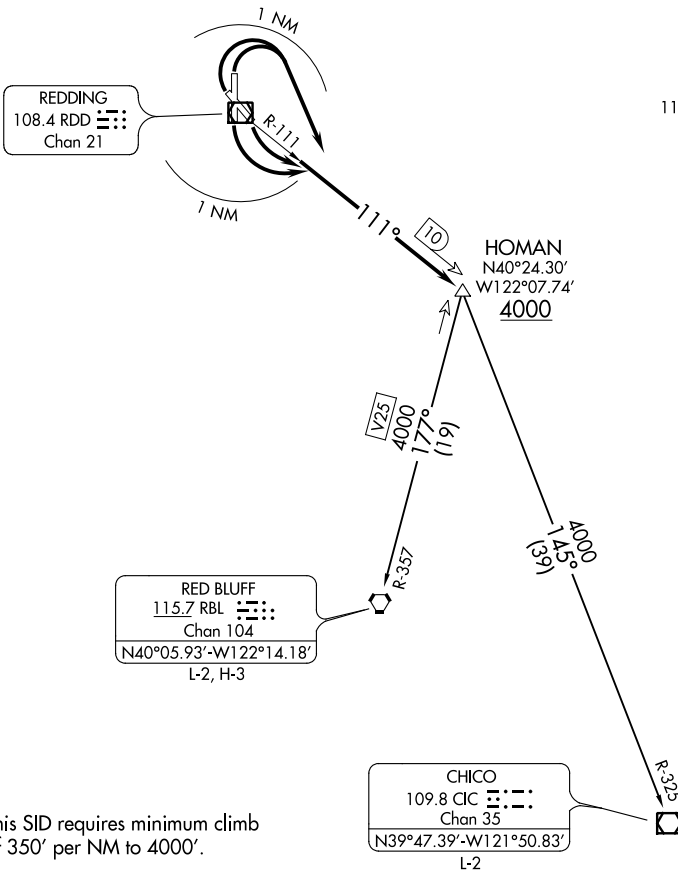 1 NM
REDDING
108.4 RDD
Chan 21
R-111
11
1 NM
111°
10
HOMAN
N40°24.30′
W122°07.74′
4000
V25
4000
177°
(19)
4000
145°
(39)
R-357
RED BLUFF
115.7 RBL
Chan 104
N40°05.93′-W122°14.18′
L-2, H-3
R-325
CHICO
109.8 CIC
Chan 35
N39°47.39′-W121°50.83′
L-2
his SID requires minimum climb
350′ per NM to 4000′.